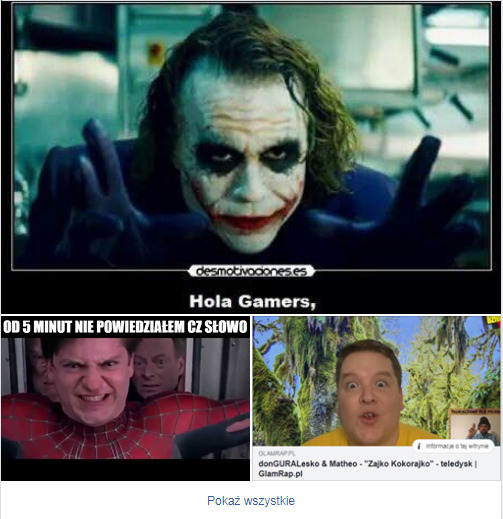 desmotivaciones.es
Hola Gamers,
OD 5 MINUT NIE POWIEDZIAŁEM CZ SŁOWO
Informacje o tej witrynie
GLAMRAP.PL
donGURALesko & Matheo - "Zajko Kokorajko" - teledysk |
GlamRap.pl
Pokaż wszystkie